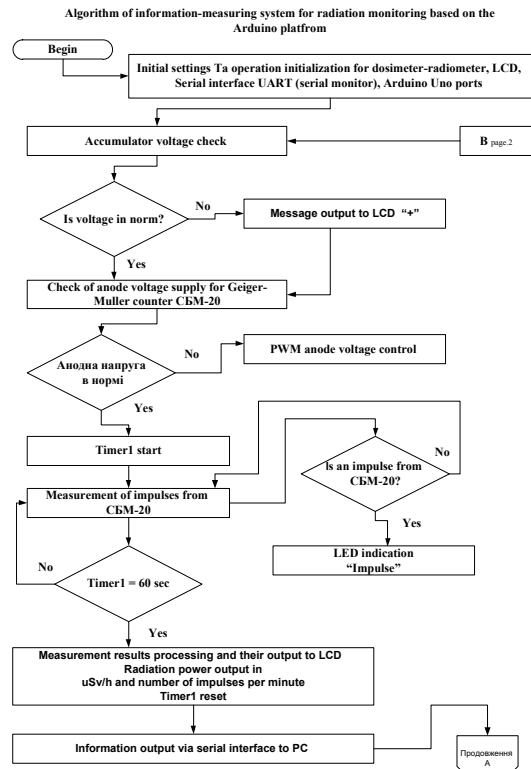 Algorithm of information-measuring system for radiation monitoring based on the
Arduino platfrom
Begin
Initial settings Ta operation initialization for dosimeter-radiometer, LCD,
Serial interface UART (serial monitor), Arduino Uno ports
Accumulator voltage check
B page.2
Is voltage in norm?
No
Message output to LCD “+”
Yes
Check of anode voltage supply for Geiger-
Muller counter СБМ-20
Анодна напруга
в нормі
No
PWM anode voltage control
Yes
Timer1 start
Is an impulse from
СБМ-20?
No
Measurement of impulses from
СБМ-20
Yes
LED indication
“Impulse”
No
Timer1 = 60 sec
Yes
Measurement results processing and their output to LCD
Radiation power output in
uSv/h and number of impulses per minute
Timer1 reset
Information output via serial interface to PC
Продовження
А